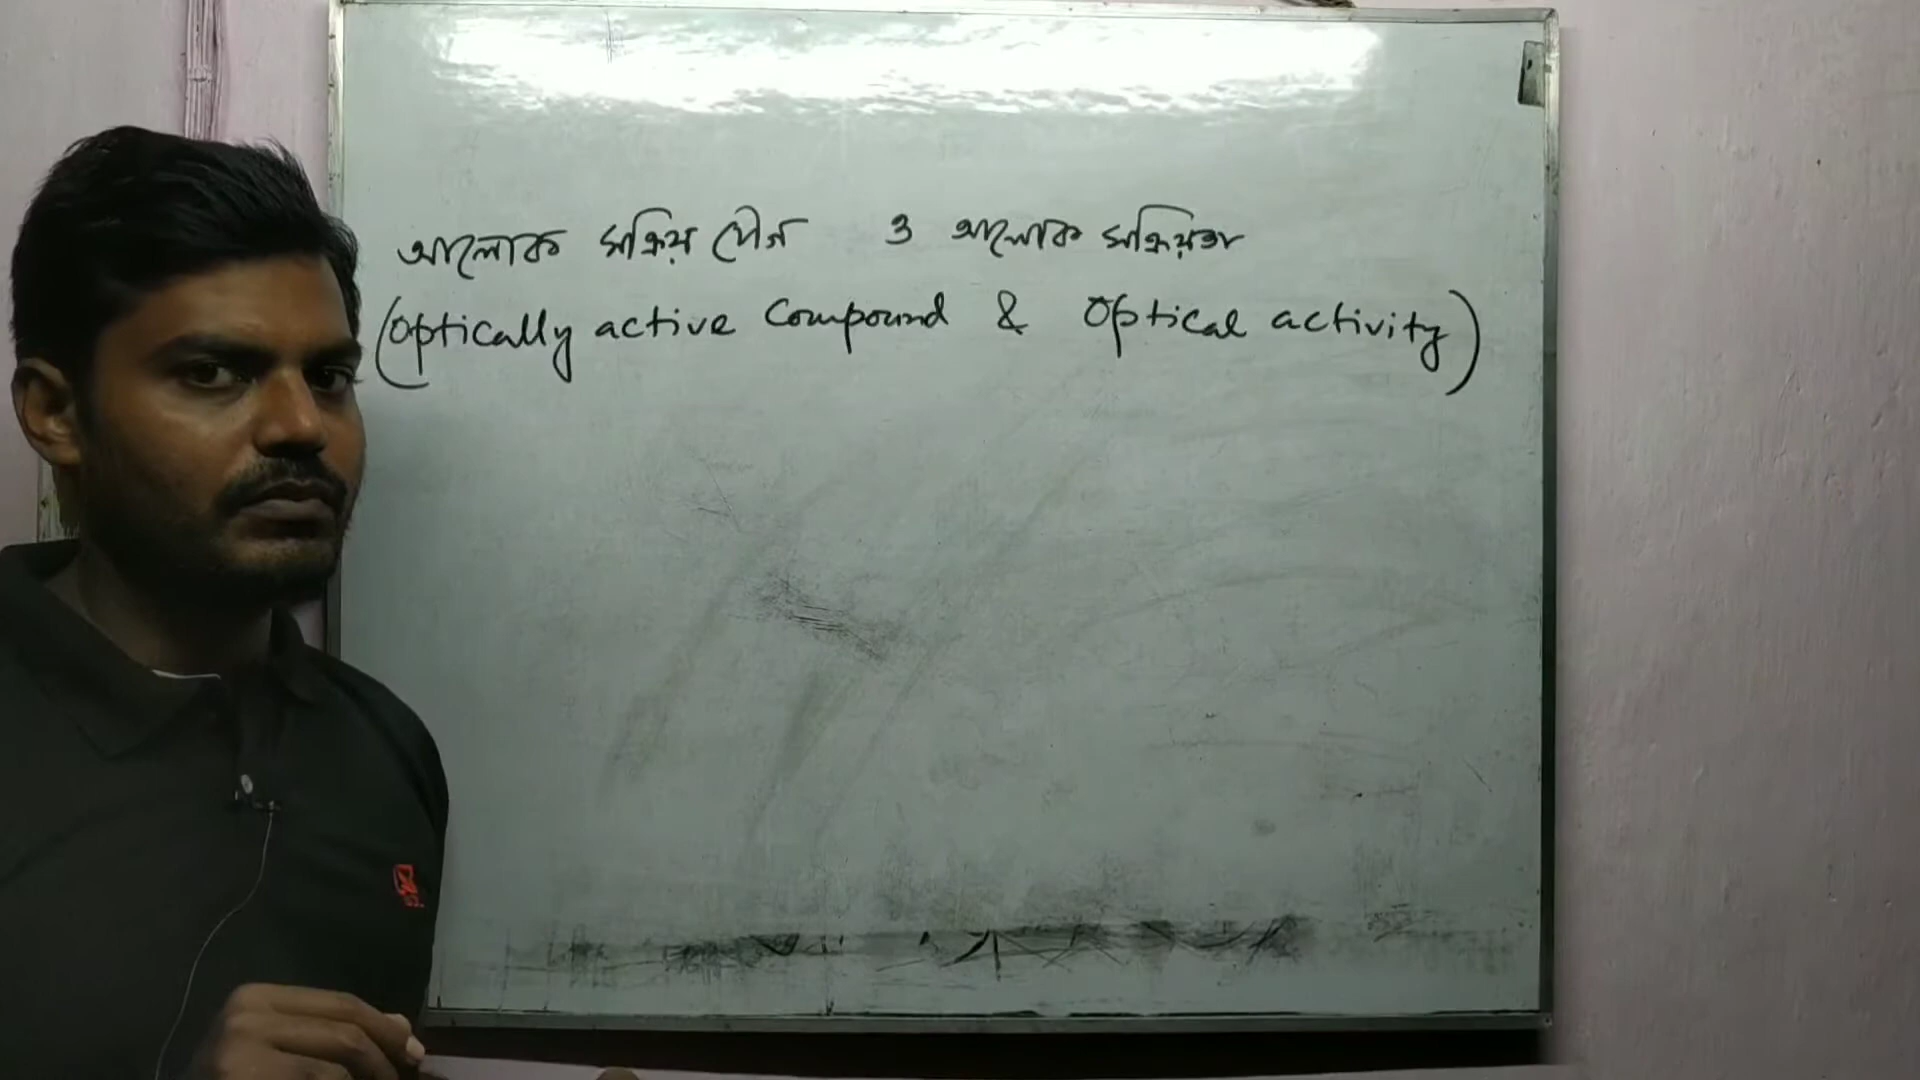 আলোক সক্রিয় যৌগ ও আলোক সক্রিয়তা
(Optically active Compound & Optical activity)